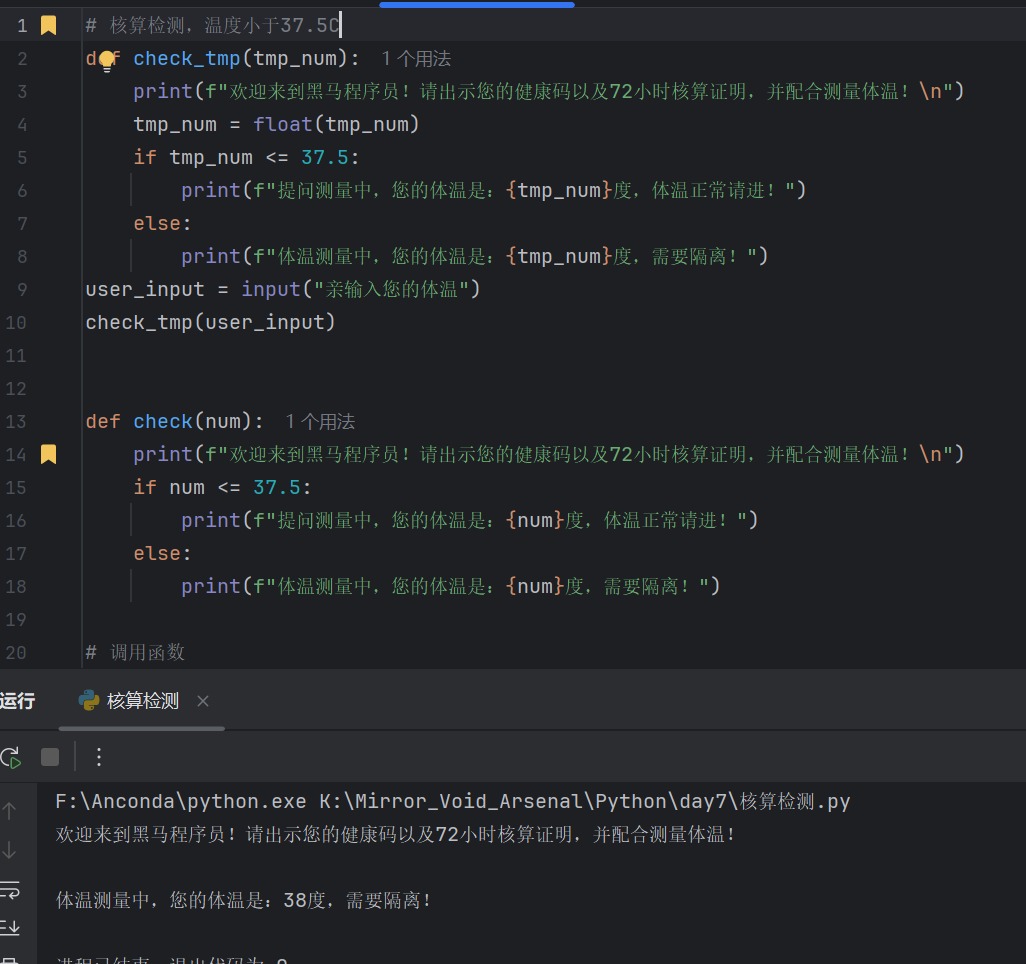 1 # 核算检测，温度小于37.5C
2 def check_tmp(tmp_num): 1 个用法
3 print(f"欢迎来到黑马程序员！请出示您的健康码以及72小时核算证明，并配合测量体温！\n")
4 tmp_num = float(tmp_num)
5 if tmp_num <= 37.5:
6 print(f"提问测量中，您的体温是：{tmp_num}度，体温正常请进！")
7 else:
8 print(f"体温测量中，您的体温是：{tmp_num}度，需要隔离！")
9 user_input = input("亲输入您的体温")
10 check_tmp(user_input)
11
12
13 def check(num): 1 个用法
14 print(f"欢迎来到黑马程序员！请出示您的健康码以及72小时核算证明，并配合测量体温！\n")
15 if num <= 37.5:
16 print(f"提问测量中，您的体温是：{num}度，体温正常请进！")
17 else:
18 print(f"体温测量中，您的体温是：{num}度，需要隔离！")
19
20 # 调用函数
运行 核算检测
F:\Anconda\python.exe K:\Mirror_Void_Arsenal\Python\day7\核算检测.py
欢迎来到黑马程序员！请出示您的健康码以及72小时核算证明，并配合测量体温！
体温测量中，您的体温是：38度，需要隔离！